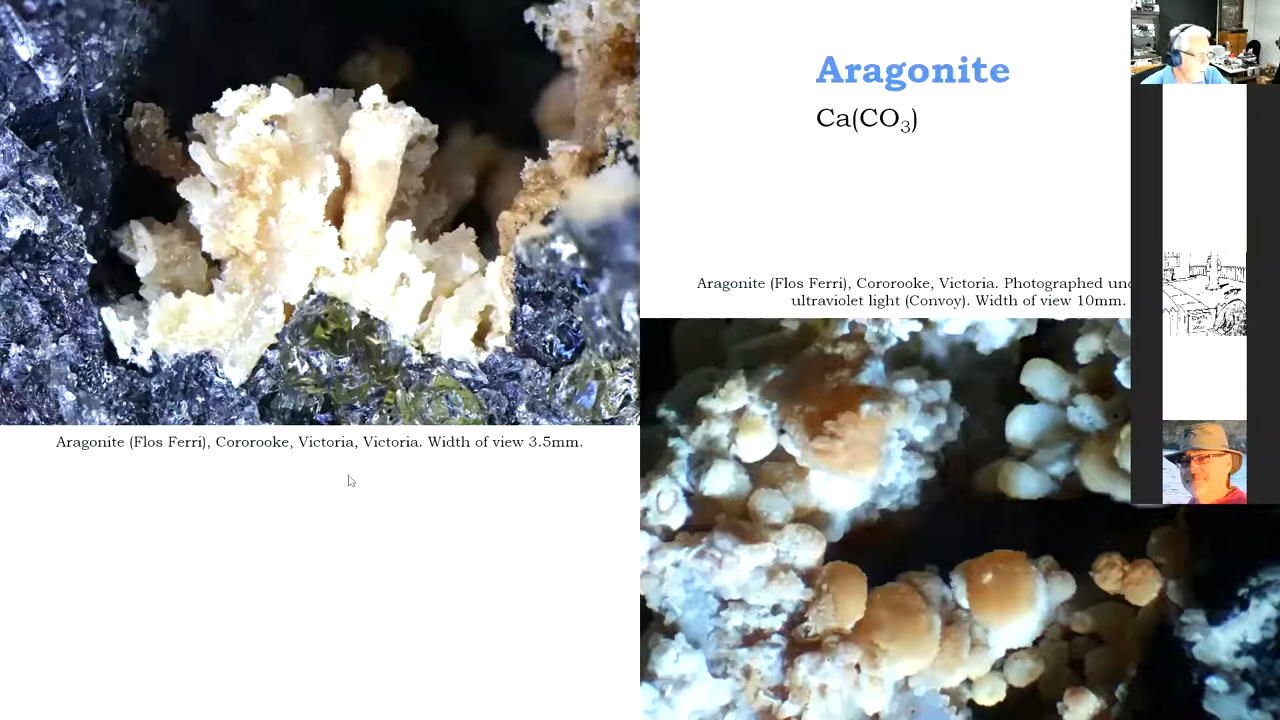 Aragonite
Ca(CO₃)
Aragonite (Flos Ferri), Cororooke, Victoria. Photographed
ultraviolet light (Convoy). Width of view 10mm.
Aragonite (Flos Ferri), Cororooke, Victoria, Victoria. Width of view 3.5mm.